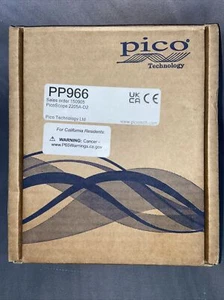 pico
Technology
PP966
Sales order 150905
PicoScope 2205A-D2
Pico Technology Ltd
UK
CA
CE
For California Residents:
WARNING: Cancer -
www.P65Warnings.ca.gov